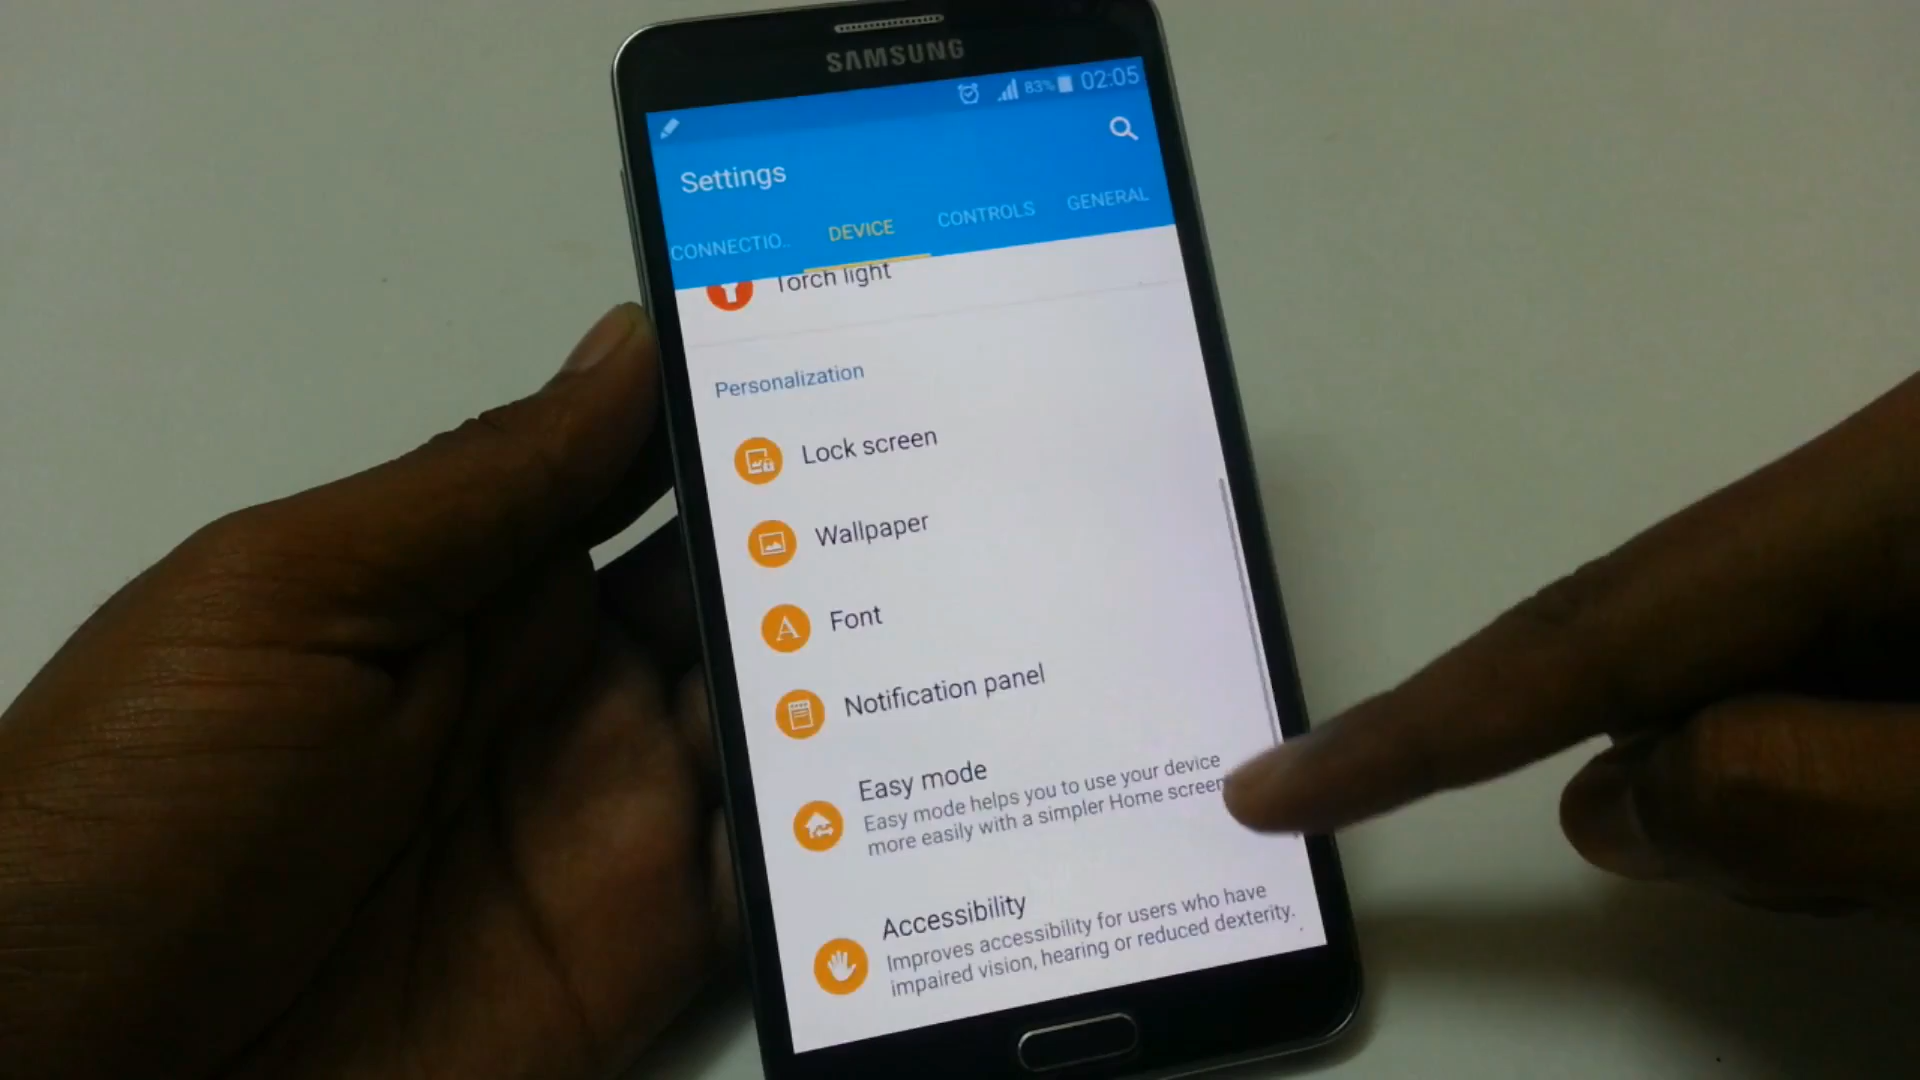 SAMSUNG
83% 02:05
Settings
CONNECTIO..
DEVICE
CONTROLS
GENERAL
Torch light
Personalization
Lock screen
Wallpaper
Font
Notification panel
Easy mode
Easy mode helps you to use your device
more easily with a simpler Home screen
Accessibility
Improves accessibility for users who have
impaired vision, hearing or reduced dexterity.